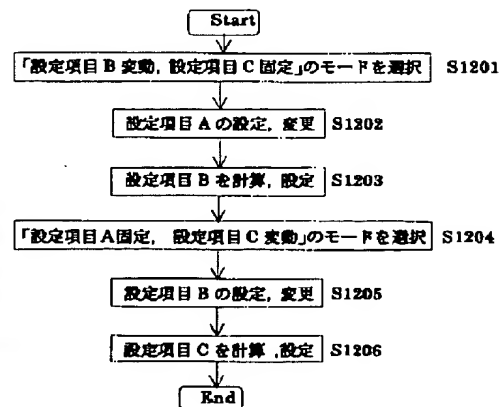 Start
「設定項目B変動, 設定項目C固定」のモードを選択 S1201
設定項目Aの設定, 変更 S1202
設定項目Bを計算, 設定 S1203
「設定項目A固定, 設定項目C変動」のモードを選択 S1204
設定項目Bの設定, 変更 S1205
設定項目Cを計算 ,設定 S1206
End